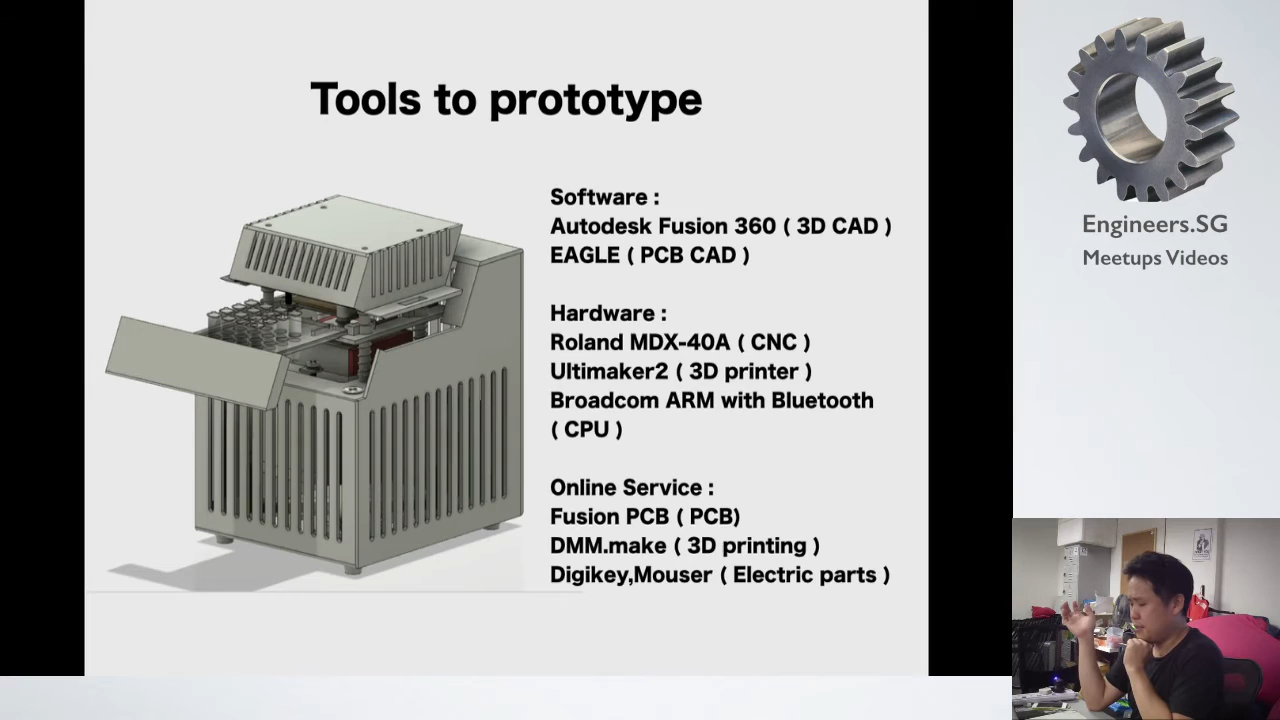 Tools to prototype
Software :
Autodesk Fusion 360 ( 3D CAD )
EAGLE ( PCB CAD )
Hardware :
Roland MDX-40A ( CNC )
Ultimaker2 ( 3D printer )
Broadcom ARM with Bluetooth
( CPU )
Online Service :
Fusion PCB ( PCB)
DMM.make ( 3D printing )
Digikey,Mouser ( Electric parts )
Engineers.SG
Meetups Videos